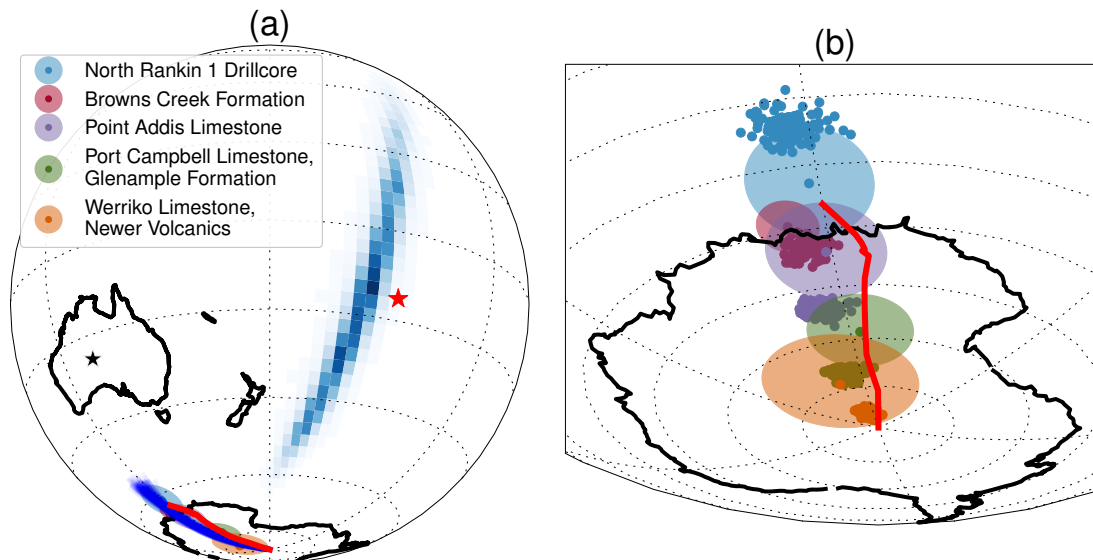 (a)
North Rankin 1 Drillcore
Browns Creek Formation
Point Addis Limestone
Port Campbell Limestone,
Glenample Formation
Werriko Limestone,
Newer Volcanics
(b)